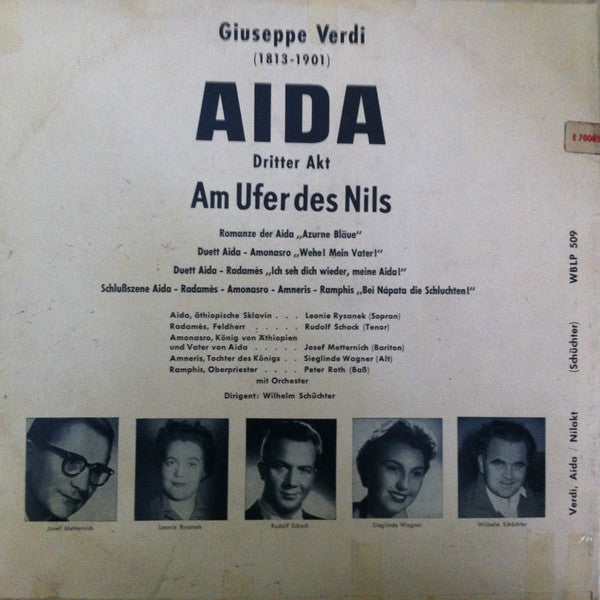 Giuseppe Verdi
(1813-1901)
AIDA
Dritter Akt
Am Ufer des Nils
Romanze der Aida „Azurne Bläue"
Duett Aida - Amonasro „Wehe! Mein Vater!"
Duett Aida - Radamès „Ich seh dich wieder, meine Aida!"
Schlußszene Aida - Radamès - Amonasro - Amneris - Ramphis „Bei Nápata die Schluchten!"
Aida, äthiopische Sklavin . . . Leonie Rysanek (Sopran)
Radamès, Feldherr . . . . . Rudolf Schock (Tenor)
Amonasro, König von Äthiopien
und Vater von Aida . . . . . Josef Metternich (Bariton)
Amneris, Tochter des Königs . . Sieglinde Wagner (Alt)
Ramphis, Oberpriester . . . . Peter Roth (Baß)
mit Orchester
Dirigent: Wilhelm Schüchter
Josef Metternich
Leonie Rysanek
Rudolf Schock
Sieglinde Wagner
Wilhelm Schüchter
Verdi, Aida / Nilakt (Schüchter) WBLP 509